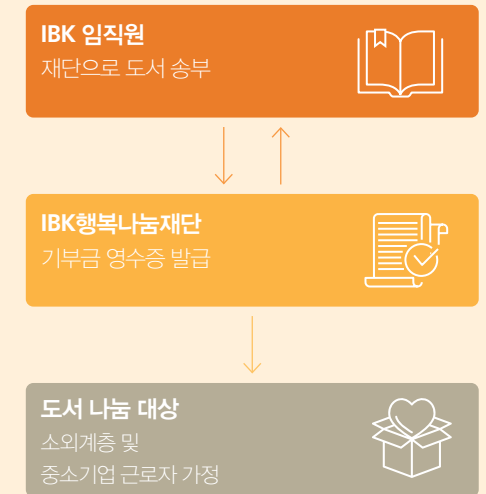 IBK 임직원
재단으로 도서 송부
IBK행복나눔재단
기부금 영수증 발급
도서 나눔 대상
소외계층 및
중소기업 근로자 가정